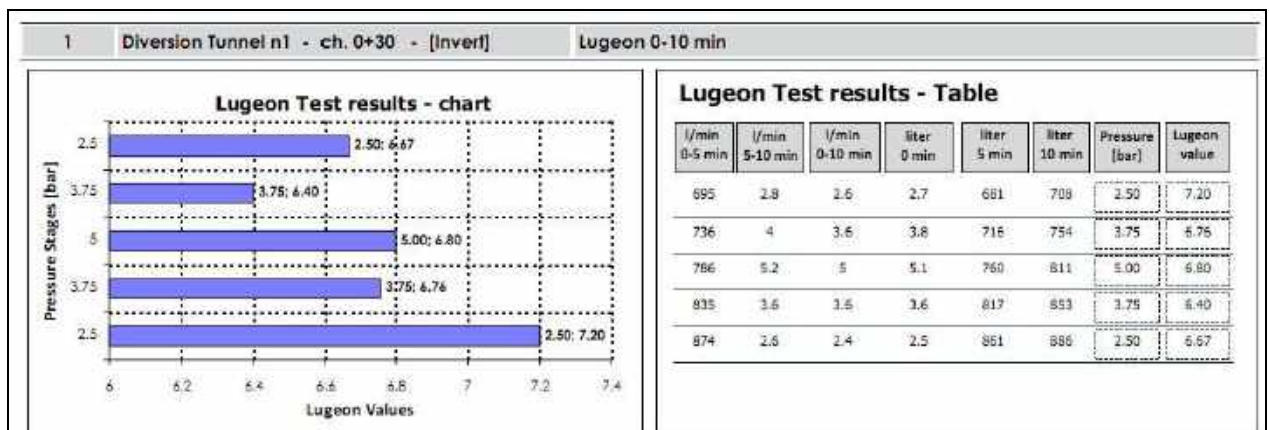 1 Diversion Tunnel n1 - ch. 0+30 - [Invert] Lugeon 0-10 min
Lugeon Test results - chart
Pressure Stages [bar]
2.5 2.50; 6.67
3.75 3.75; 6.40
5 5.00; 6.80
3.75 3.75; 6.76
2.5 2.50; 7.20
6 6.2 6.4 6.6 6.8 7 7.2 7.4
Lugeon Values
Lugeon Test results - Table
l/min l/min l/min liter liter liter Pressure Lugeon
0-5 min 5-10 min 0-10 min 0 min 5 min 10 min [bar] value
695 2.8 2.6 2.7 681 708 2.50 7.20
736 4 3.6 3.8 716 754 3.75 6.76
786 5.2 5 5.1 760 811 5.00 6.80
835 3.6 3.6 3.6 817 853 3.75 6.40
874 2.6 2.4 2.5 861 886 2.50 6.67